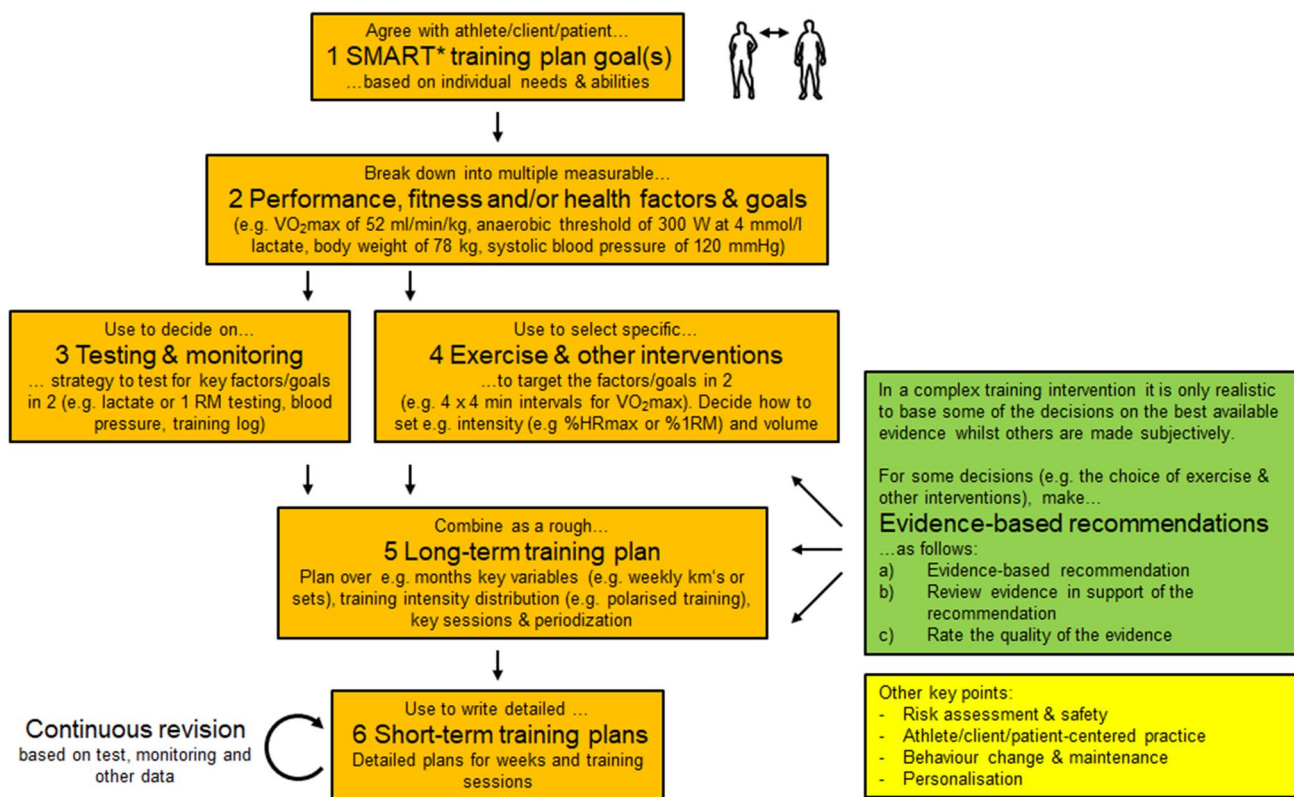 Agree with athlete/client/patient…
1 SMART* training plan goal(s)
…based on individual needs & abilities
Break down into multiple measurable…
2 Performance, fitness and/or health factors & goals
(e.g. VO2max of 52 ml/min/kg, anaerobic threshold of 300 W at 4 mmol/l
lactate, body weight of 78 kg, systolic blood pressure of 120 mmHg)
Use to decide on…
3 Testing & monitoring
… strategy to test for key factors/goals
in 2 (e.g. lactate or 1 RM testing, blood
pressure, training log)
Use to select specific…
4 Exercise & other interventions
…to target the factors/goals in 2
(e.g. 4 x 4 min intervals for VO2max). Decide how to
set e.g. intensity (e.g %HRmax or %1RM) and volume
In a complex training intervention it is only realistic
to base some of the decisions on the best available
evidence whilst others are made subjectively.
For some decisions (e.g. the choice of exercise &
other interventions), make…
Evidence-based recommendations
…as follows:
a) Evidence-based recommendation
b) Review evidence in support of the
recommendation
c) Rate the quality of the evidence
Combine as a rough…
5 Long-term training plan
Plan over e.g. months key variables (e.g. weekly km's or
sets), training intensity distribution (e.g. polarised training),
key sessions & periodization
Use to write detailed …
6 Short-term training plans
Detailed plans for weeks and training
sessions
Continuous revision
based on test, monitoring and
other data
Other key points:
- Risk assessment & safety
- Athlete/client/patient-centered practice
- Behaviour change & maintenance
- Personalisation